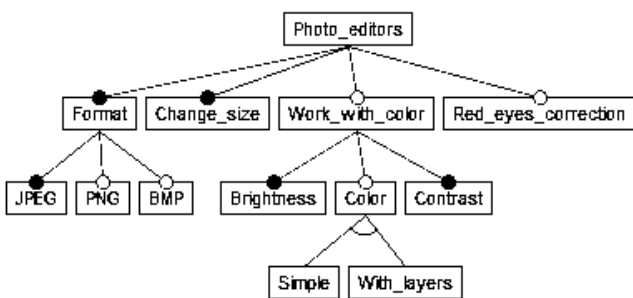 Photo_editors
Format
Change_size
Work_with_color
Red_eyes_correction
JPEG
PNG
BMP
Brightness
Color
Contrast
Simple
With_layers